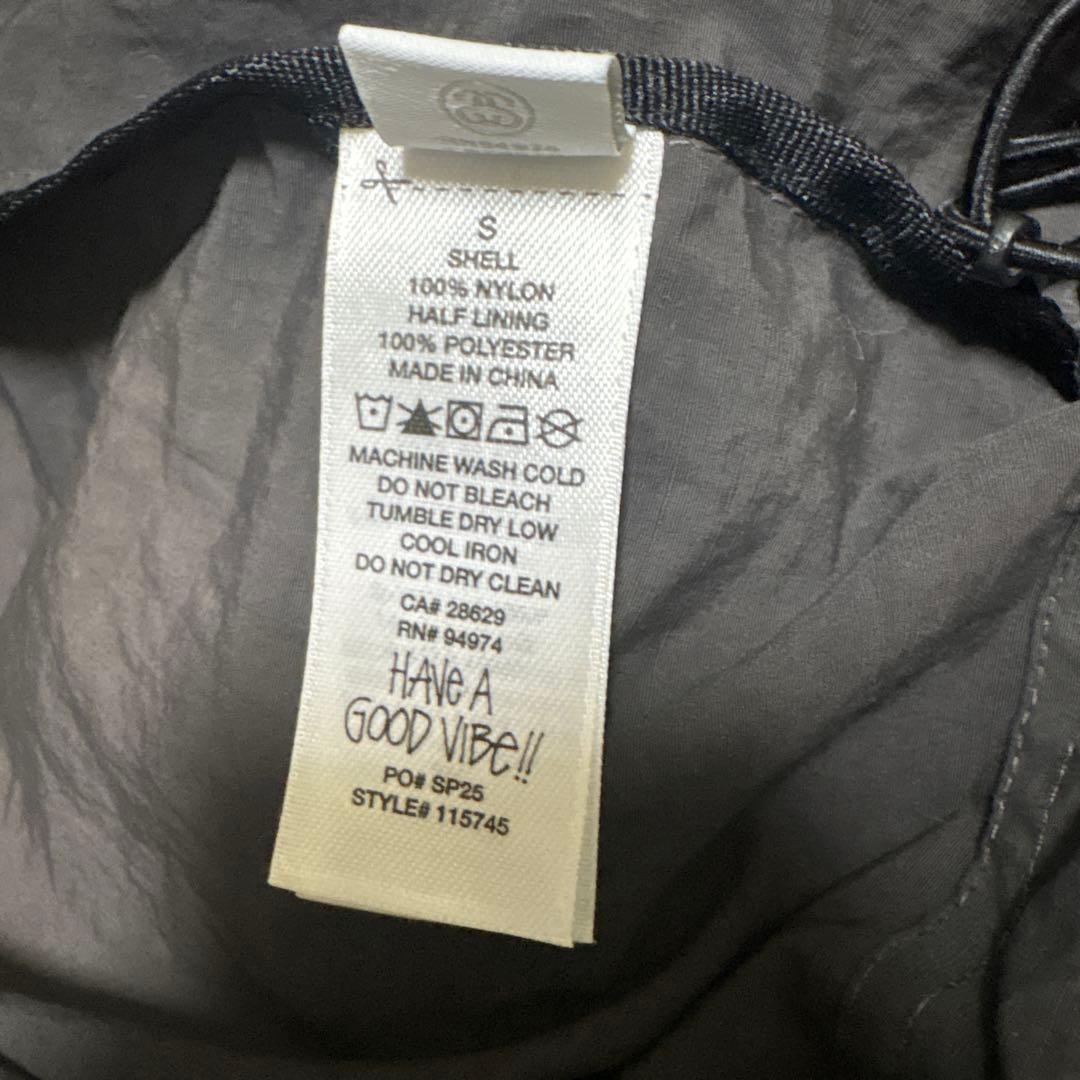 S
SHELL
100% NYLON
HALF LINING
100% POLYESTER
MADE IN CHINA
MACHINE WASH COLD
DO NOT BLEACH
TUMBLE DRY LOW
COOL IRON
DO NOT DRY CLEAN
CA# 28629
RN# 94974
HAVE A
GOOD VIBE!!
PO# SP25
STYLE# 115745